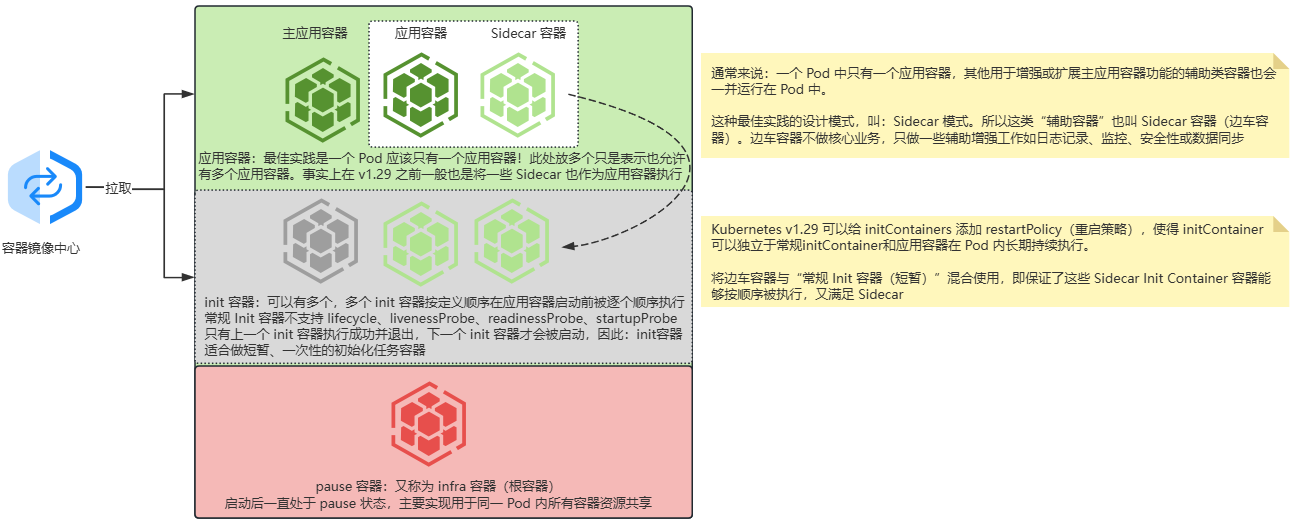 主应用容器
应用容器
Sidecar 容器
应用容器：最佳实践是一个 Pod 应该只有一个应用容器！此处放多个只是表示也允许
有多个应用容器。事实上在 v1.29 之前一般也是将一些 Sidecar 也作为应用容器执行
拉取
容器镜像中心
init 容器：可以有多个，多个 init 容器按定义顺序在应用容器启动前被逐个顺序执行
常规 Init 容器不支持 lifecycle、livenessProbe、readinessProbe、startupProbe
只有上一个 init 容器执行成功并退出，下一个 init 容器才会被启动，因此：init容器
适合做短暂、一次性的初始化任务容器
pause 容器：又称为 infra 容器（根容器）
启动后一直处于 pause 状态，主要实现用于同一 Pod 内所有容器资源共享
通常来说：一个 Pod 中只有一个应用容器，其他用于增强或扩展主应用容器功能的辅助类容器也会
一并运行在 Pod 中。
这种最佳实践的设计模式，叫：Sidecar 模式。所以这类“辅助容器”也叫 Sidecar 容器（边车容
器）。边车容器不做核心业务，只做一些辅助增强工作如日志记录、监控、安全性或数据同步
Kubernetes v1.29 可以给 initContainers 添加 restartPolicy（重启策略），使得 initContainer
可以独立于常规initContainer和应用容器在 Pod 内长期持续执行。
将边车容器与“常规 Init 容器（短暂）”混合使用，即保证了这些 Sidecar Init Container 容器能
够按顺序被执行，又满足 Sidecar